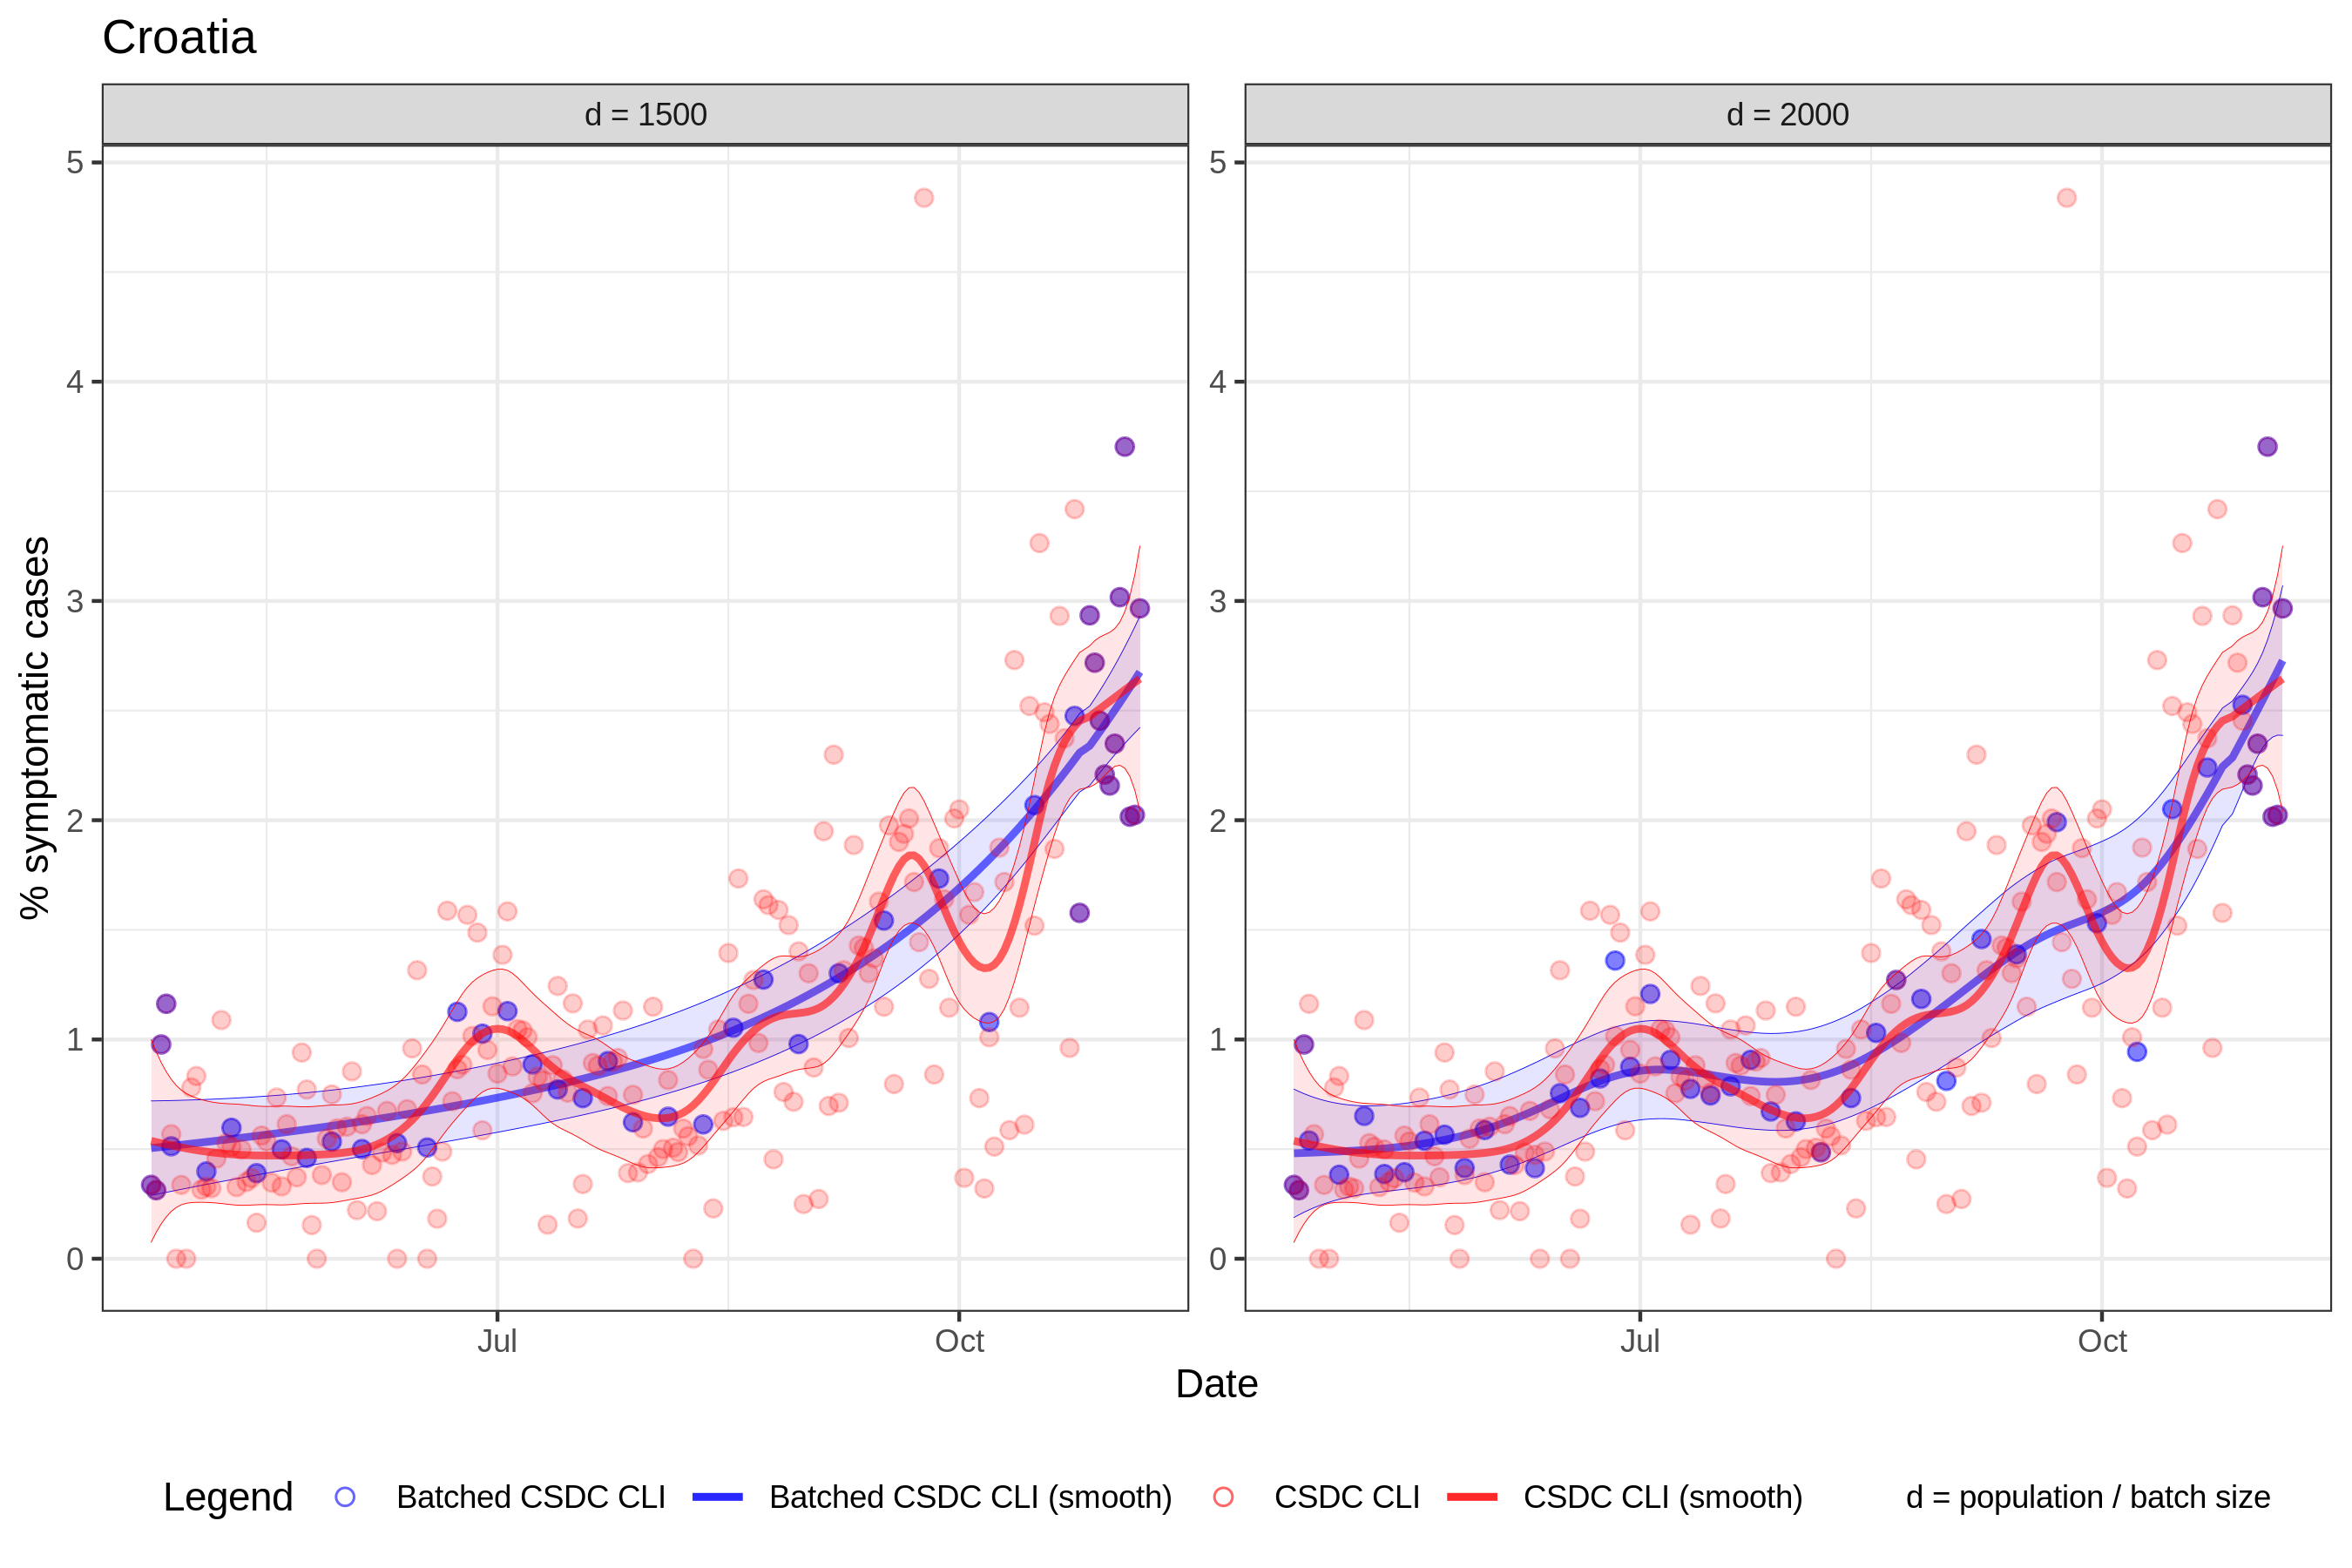 Croatia
d = 1500
d = 2000
% symptomatic cases
5
4
3
2
1
0
5
4
3
2
1
0
Jul
Oct
Jul
Oct
Date
Legend
Batched CSDC CLI
Batched CSDC CLI (smooth)
CSDC CLI
CSDC CLI (smooth)
d = population / batch size